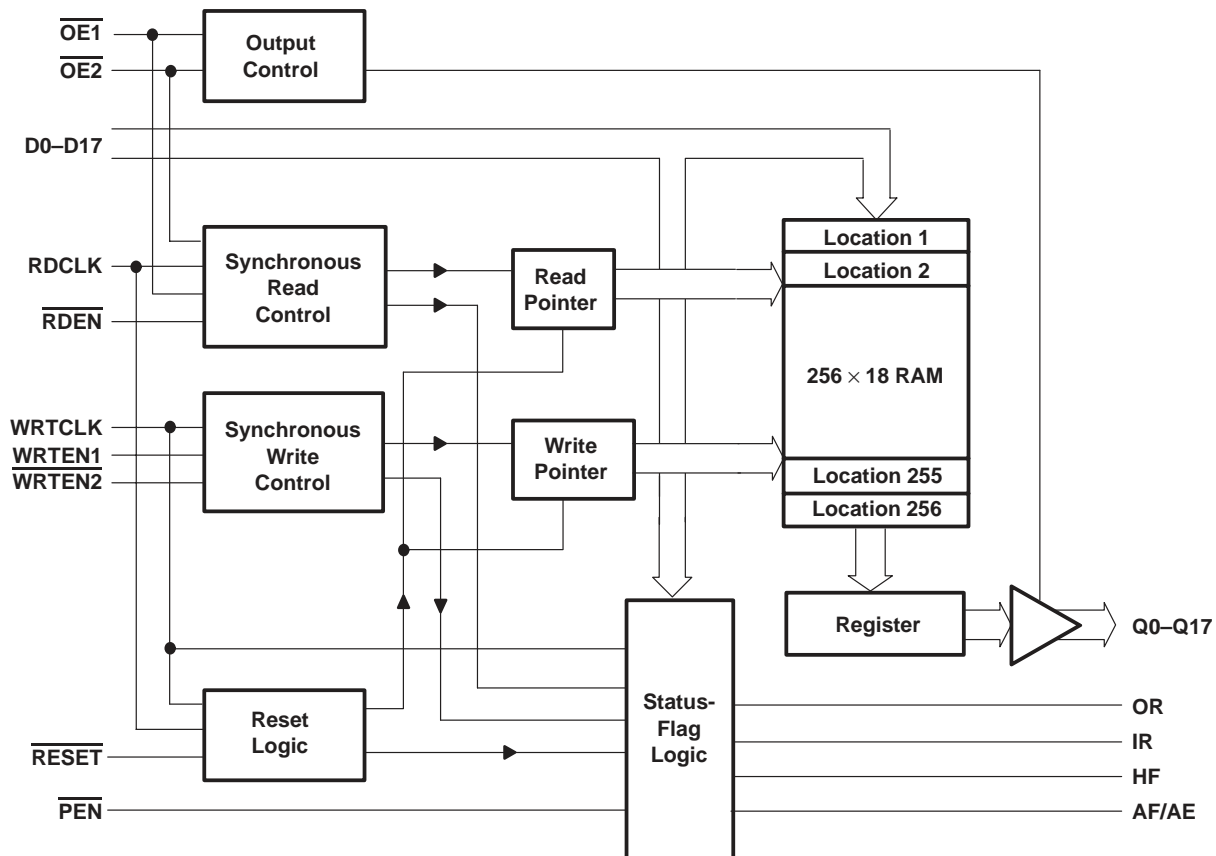 OE1
OE2
Output
Control
D0–D17
RDCLK
RDEN
Synchronous
Read
Control
Read
Pointer
Location 1
Location 2
256 × 18 RAM
Location 255
Location 256
WRTCLK
WRTEN1
WRTEN2
Synchronous
Write
Control
Write
Pointer
Register
Q0–Q17
Reset
Logic
RESET
PEN
Status-
Flag
Logic
OR
IR
HF
AF/AE